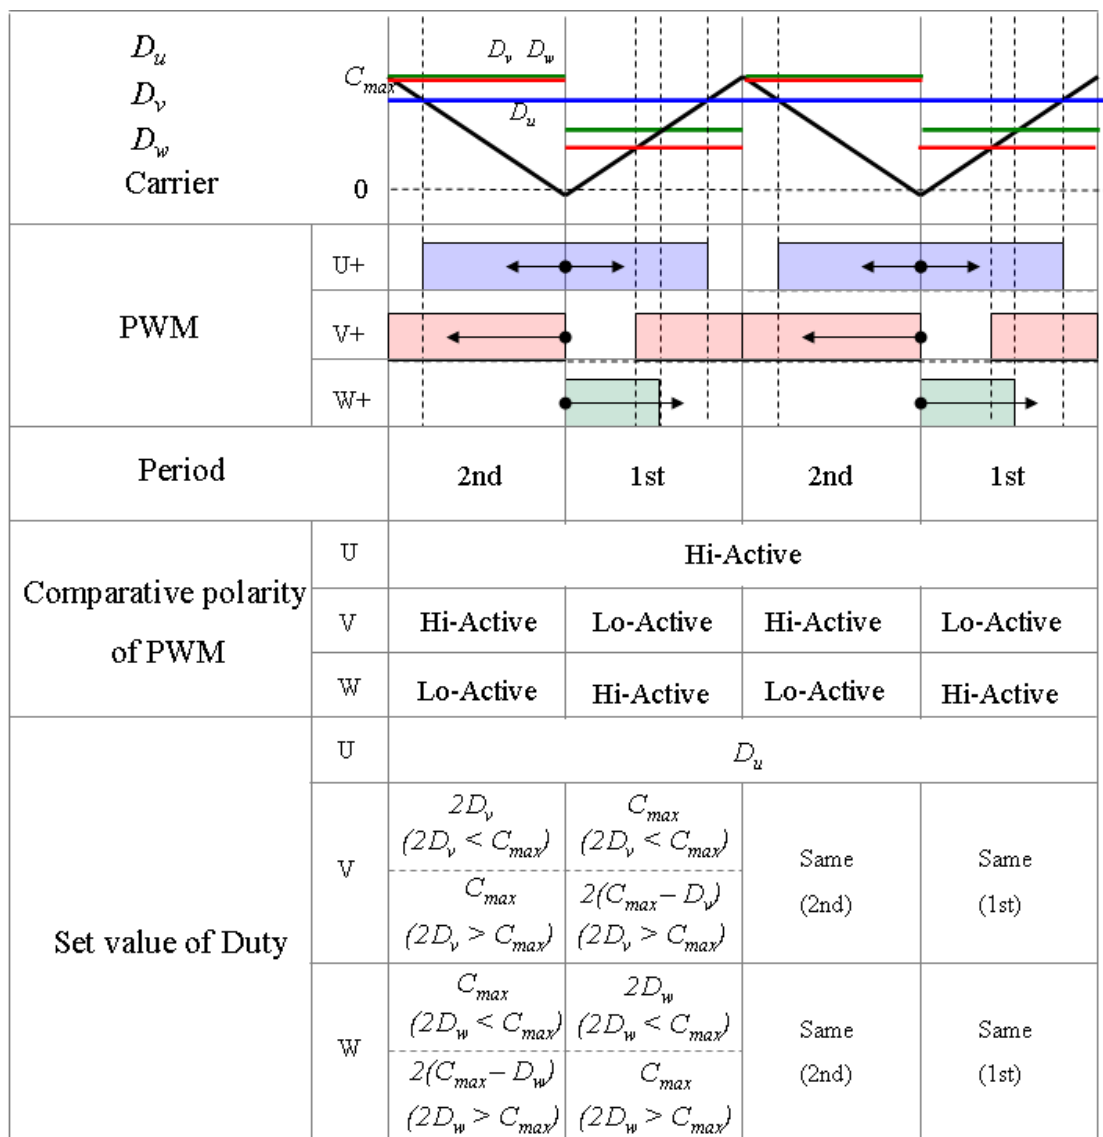 D_u
D_v
D_w
Carrier
C_max
0
D_v D_w
D_u
PWM
U+
V+
W+
Period
2nd
1st
2nd
1st
Comparative polarity
of PWM
U
Hi-Active
V
Hi-Active
Lo-Active
Hi-Active
Lo-Active
W
Lo-Active
Hi-Active
Lo-Active
Hi-Active
Set value of Duty
U
D_u
V
2D_v
(2D_v < C_max)
C_max
(2D_v > C_max)
C_max
(2D_v < C_max)
2(C_max – D_v)
(2D_v > C_max)
Same
(2nd)
Same
(1st)
W
C_max
(2D_w < C_max)
2(C_max – D_w)
(2D_w > C_max)
2D_w
(2D_w < C_max)
C_max
(2D_w > C_max)
Same
(2nd)
Same
(1st)